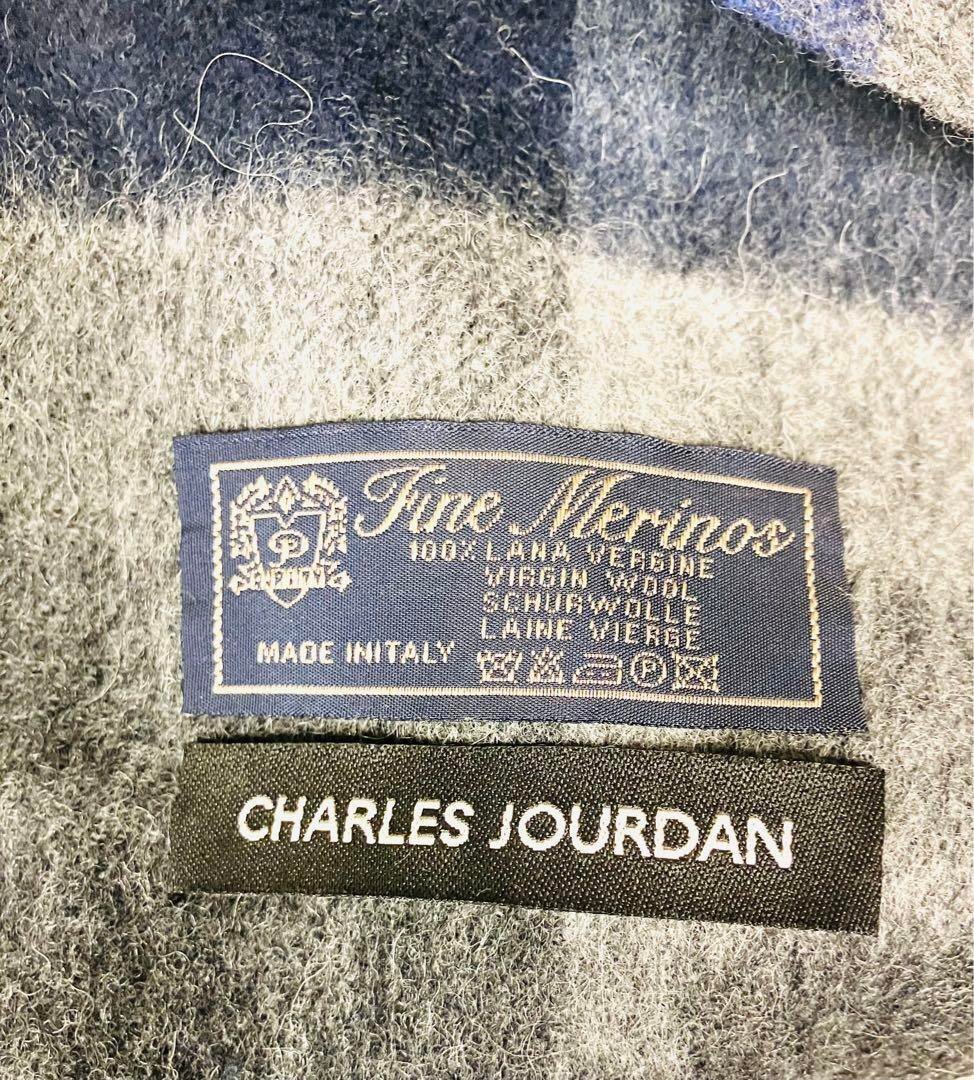 Fine Merinos
100% LANA VERGINE
VIRGIN WOOL
SCHURWOLLE
LAINE VIERGE
MADE INITALY
P
CHARLES JOURDAN